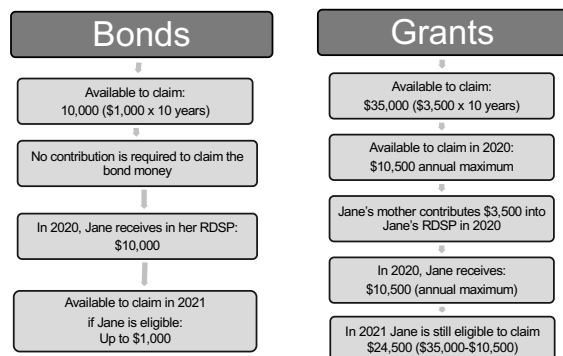 Bonds
Available to claim:
10,000 ($1,000 x 10 years)
No contribution is required to claim the
bond money
In 2020, Jane receives in her RDSP:
$10,000
Available to claim in 2021
if Jane is eligible:
Up to $1,000
Grants
Available to claim:
$35,000 ($3,500 x 10 years)
Available to claim in 2020:
$10,500 annual maximum
Jane’s mother contributes $3,500 into
Jane’s RDSP in 2020
In 2020, Jane receives:
$10,500 (annual maximum)
In 2021 Jane is still eligible to claim
$24,500 ($35,000-$10,500)